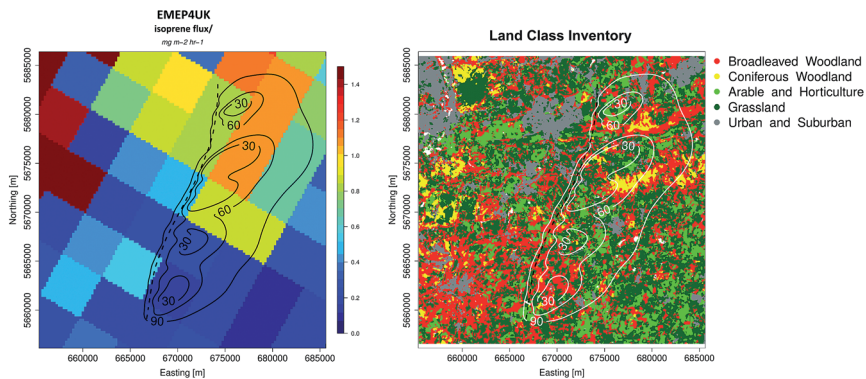 EMEP4UK
isoprene flux/
mg m−2 hr−1
Northing [m]
5685000
5680000
5675000
5670000
5665000
5660000
30
60
30
60
30
30
90
660000 665000 670000 675000 680000 685000
Easting [m]
1.4
1.2
1.0
0.8
0.6
0.4
0.2
0.0
Land Class Inventory
Northing [m]
5685000
5680000
5675000
5670000
5665000
5660000
30
60
30
60
30
30
90
660000 665000 670000 675000 680000 685000
Easting [m]
Broadleaved Woodland
Coniferous Woodland
Arable and Horticulture
Grassland
Urban and Suburban